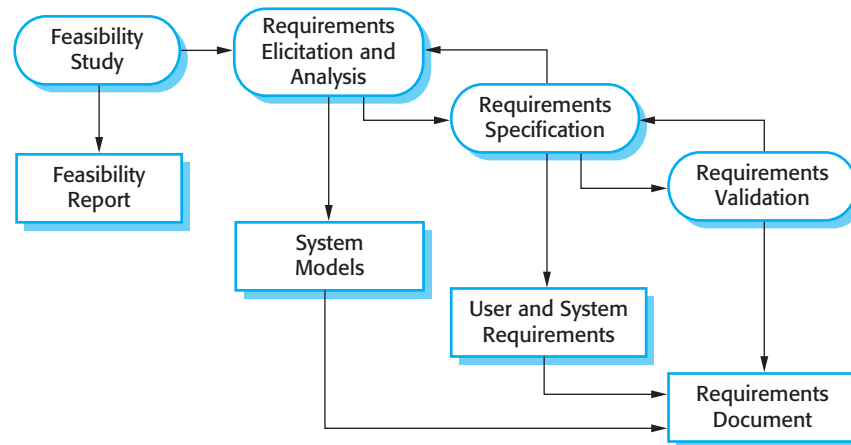 Feasibility
Study
Requirements
Elicitation and
Analysis
Requirements
Specification
Feasibility
Report
Requirements
Validation
System
Models
User and System
Requirements
Requirements
Document